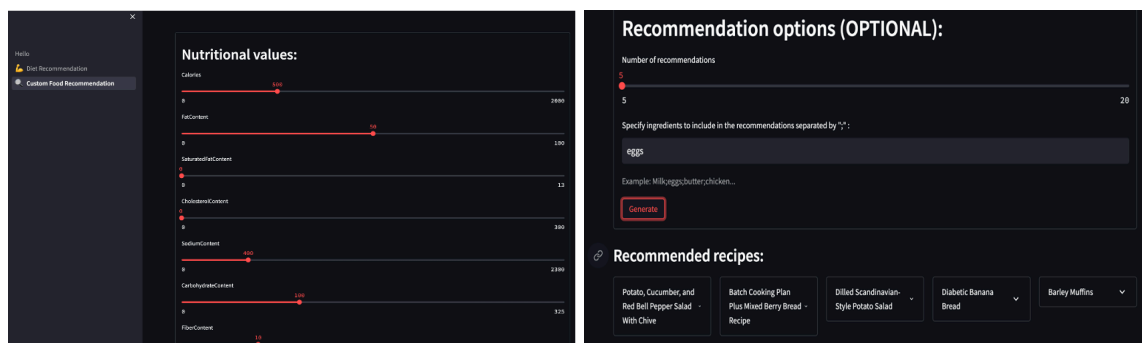 Hello
Diet Recommendation
Custom Food Recommendation
Nutritional values:
Calories
500
0
2000
FatContent
50
0
100
SaturatedFatContent
0
0
13
CholesterolContent
0
0
300
SodiumContent
400
0
2300
CarbohydrateContent
100
0
325
FiberContent
10
Recommendation options (OPTIONAL):
Number of recommendations
5
5
20
Specify ingredients to include in the recommendations separated by ";" :
eggs
Example: Milk;eggs;butter;chicken...
Generate
Recommended recipes:
Potato, Cucumber, and
Red Bell Pepper Salad
With Chive
Batch Cooking Plan
Plus Mixed Berry Bread
Recipe
Dilled Scandinavian-
Style Potato Salad
Diabetic Banana
Bread
Barley Muffins